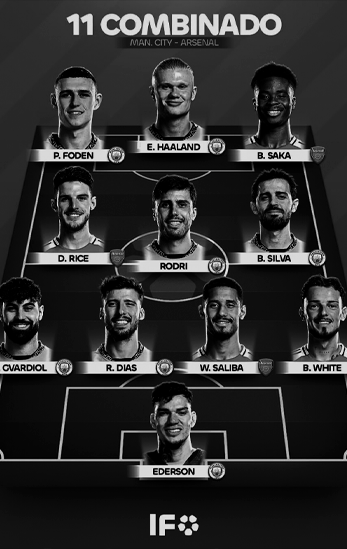 11 COMBINADO
MAN. CITY - ARSENAL
P. FODEN
E. HAALAND
B. SAKA
D. RICE
RODRI
B. SILVA
GVARDIOL
R. DIAS
W. SALIBA
B. WHITE
EDERSON
IF